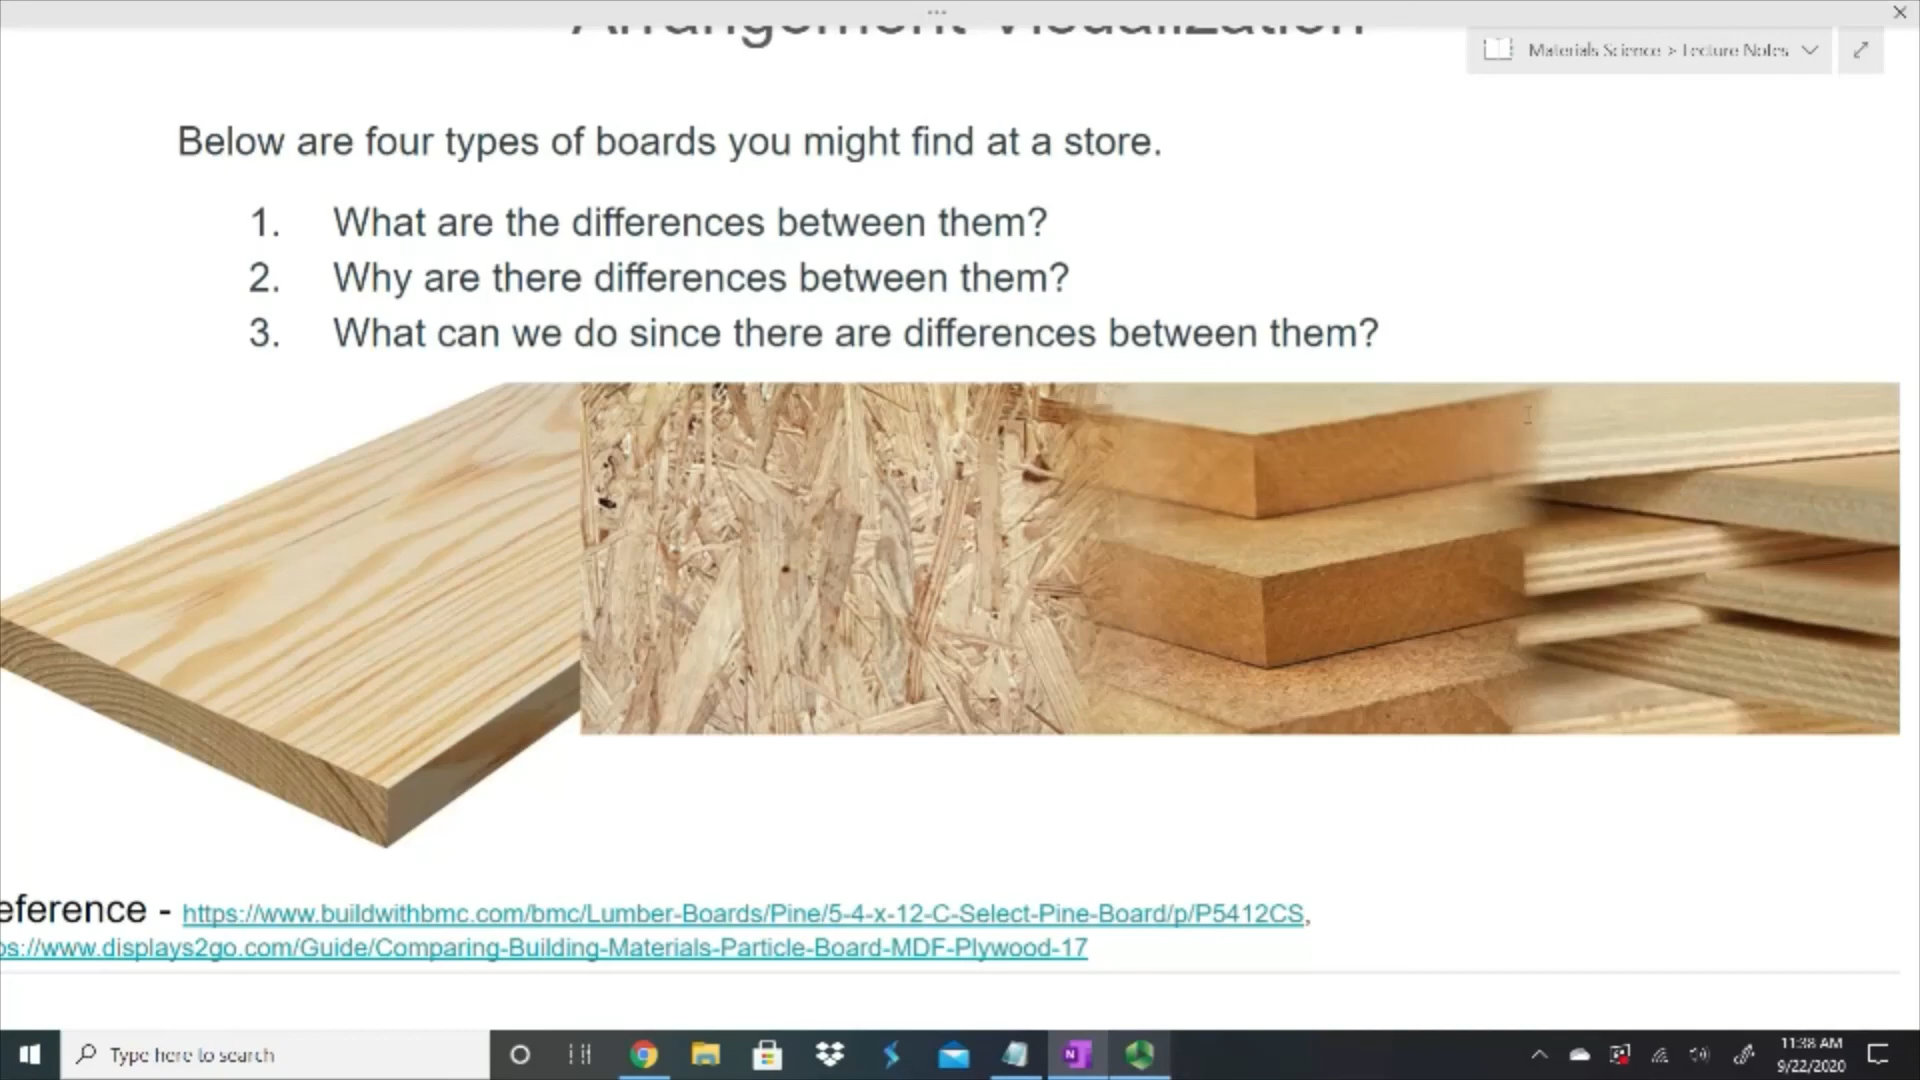 Arrangement Visualization
Materials Science > Lecture Notes
Below are four types of boards you might find at a store.
1. What are the differences between them?
2. Why are there differences between them?
3. What can we do since there are differences between them?
eference - https://www.buildwithbmc.com/bmc/Lumber-Boards/Pine/5-4-x-12-C-Select-Pine-Board/p/P5412CS,
ps://www.displays2go.com/Guide/Comparing-Building-Materials-Particle-Board-MDF-Plywood-17
Type here to search
11:38 AM
9/22/2020